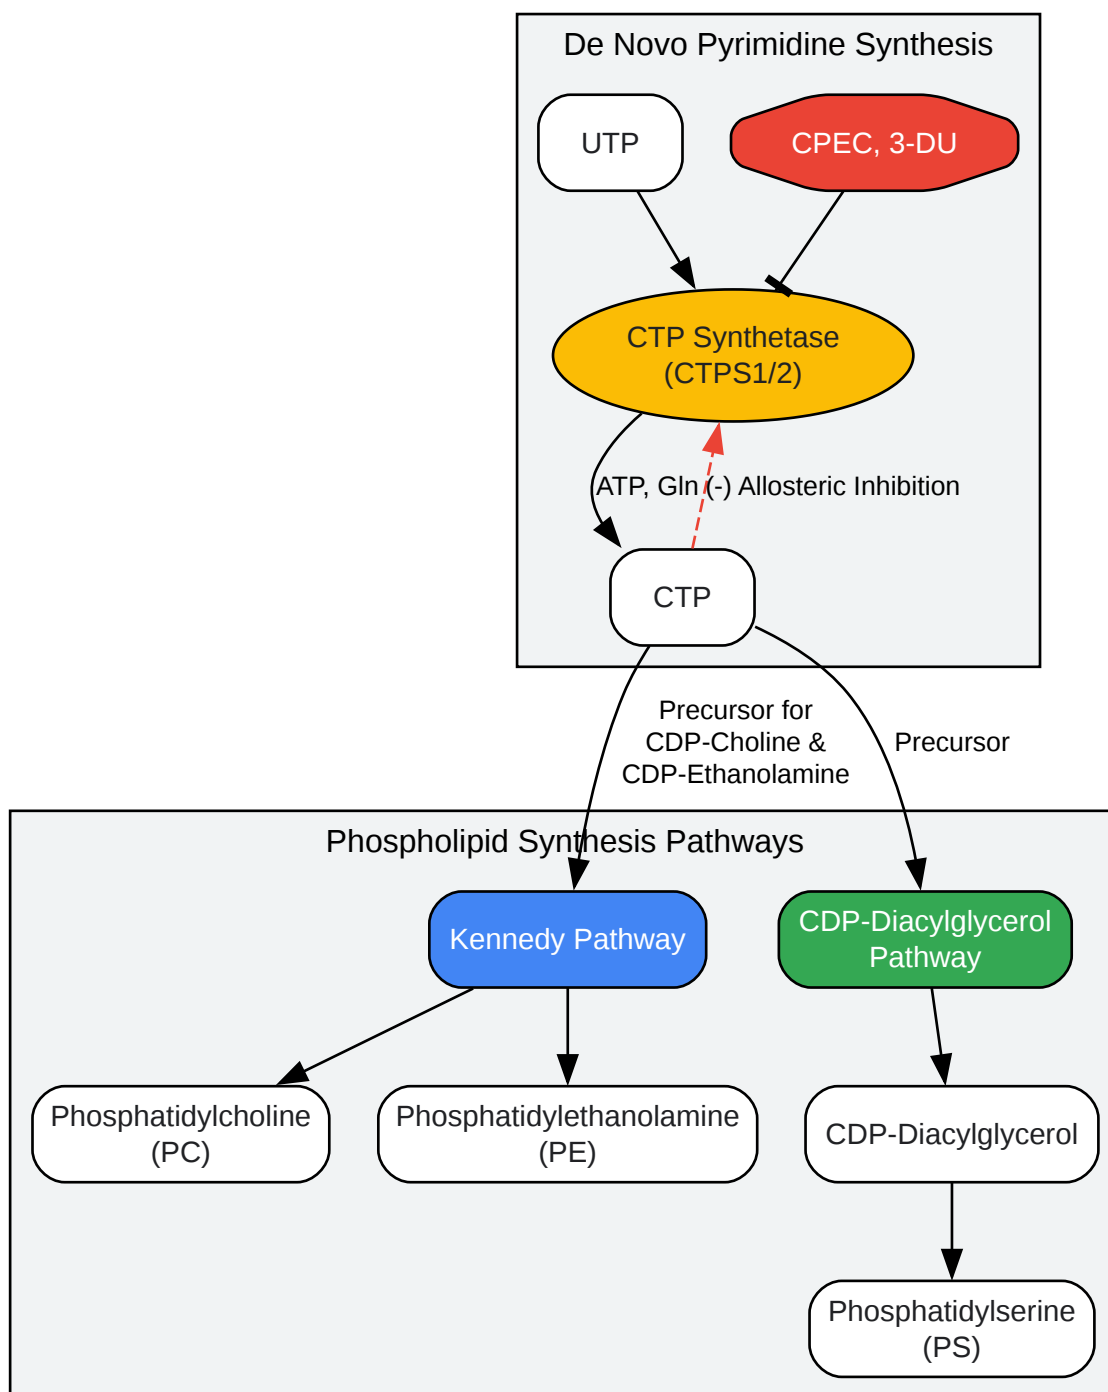 De Novo Pyrimidine Synthesis
UTP
CPEC, 3-DU
CTP Synthetase
(CTPS1/2)
ATP, Gln
(-) Allosteric Inhibition
CTP
Precursor for
CDP-Choline &
CDP-Ethanolamine
Precursor
Phospholipid Synthesis Pathways
Kennedy Pathway
CDP-Diacylglycerol
Pathway
Phosphatidylcholine
(PC)
Phosphatidylethanolamine
(PE)
CDP-Diacylglycerol
Phosphatidylserine
(PS)